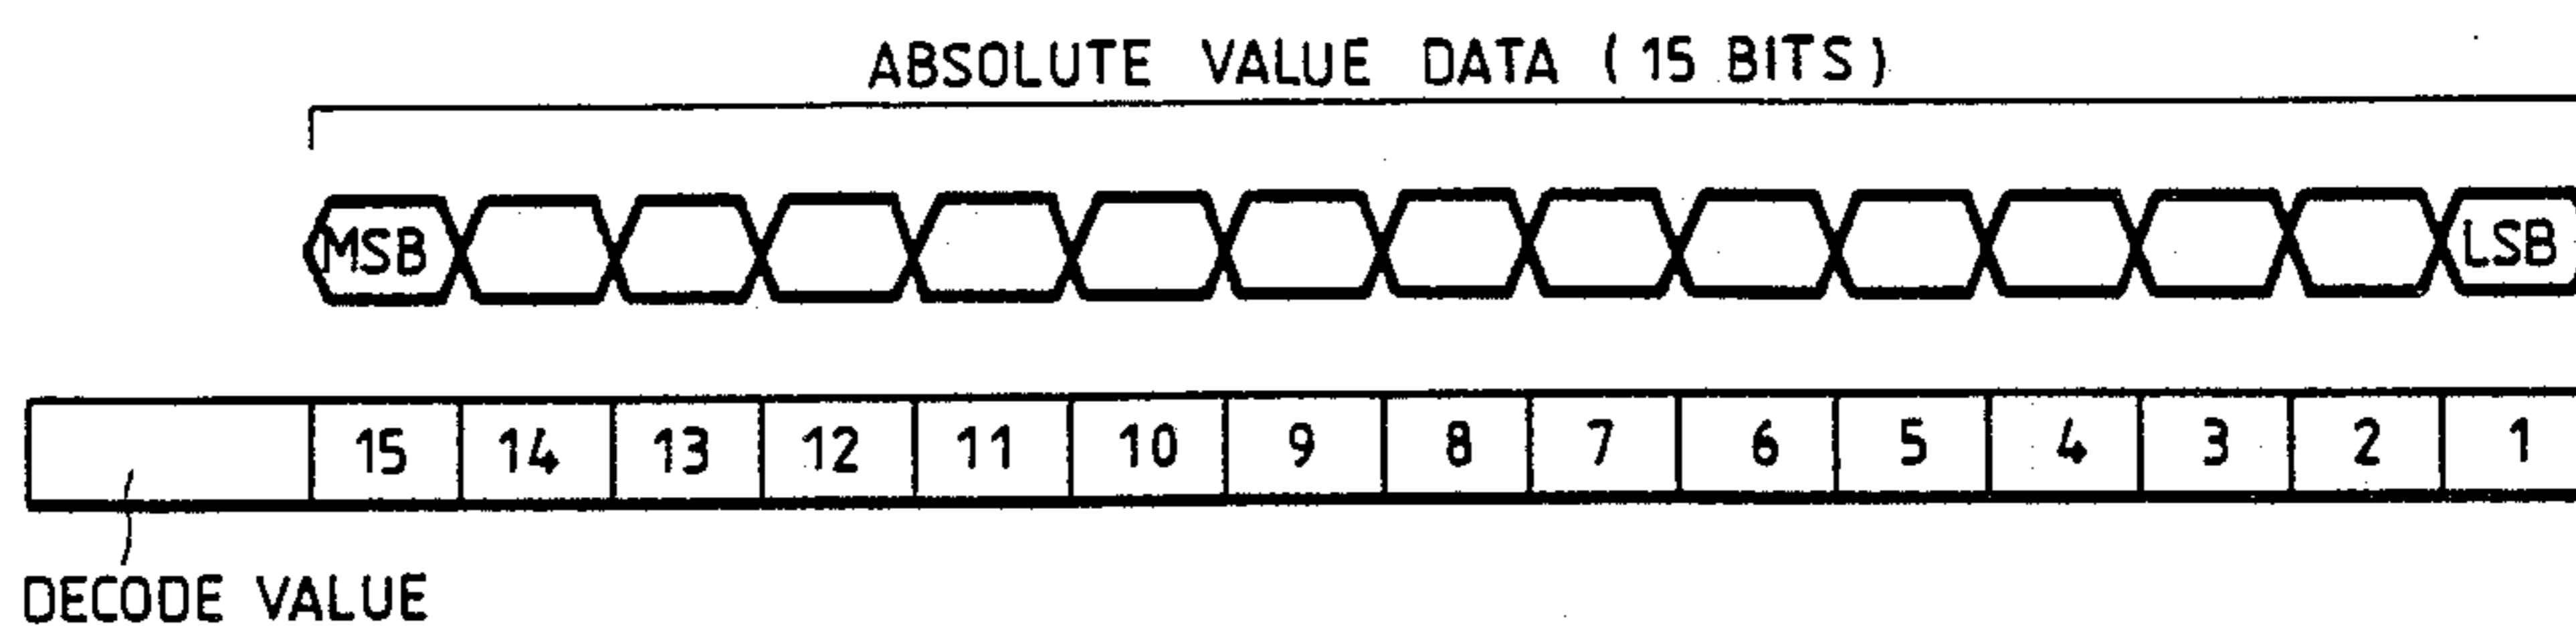 ABSOLUTE VALUE DATA (15 BITS)
MSB LSB
15 14 13 12 11 10 9 8 7 6 5 4 3 2 1
DECODE VALUE